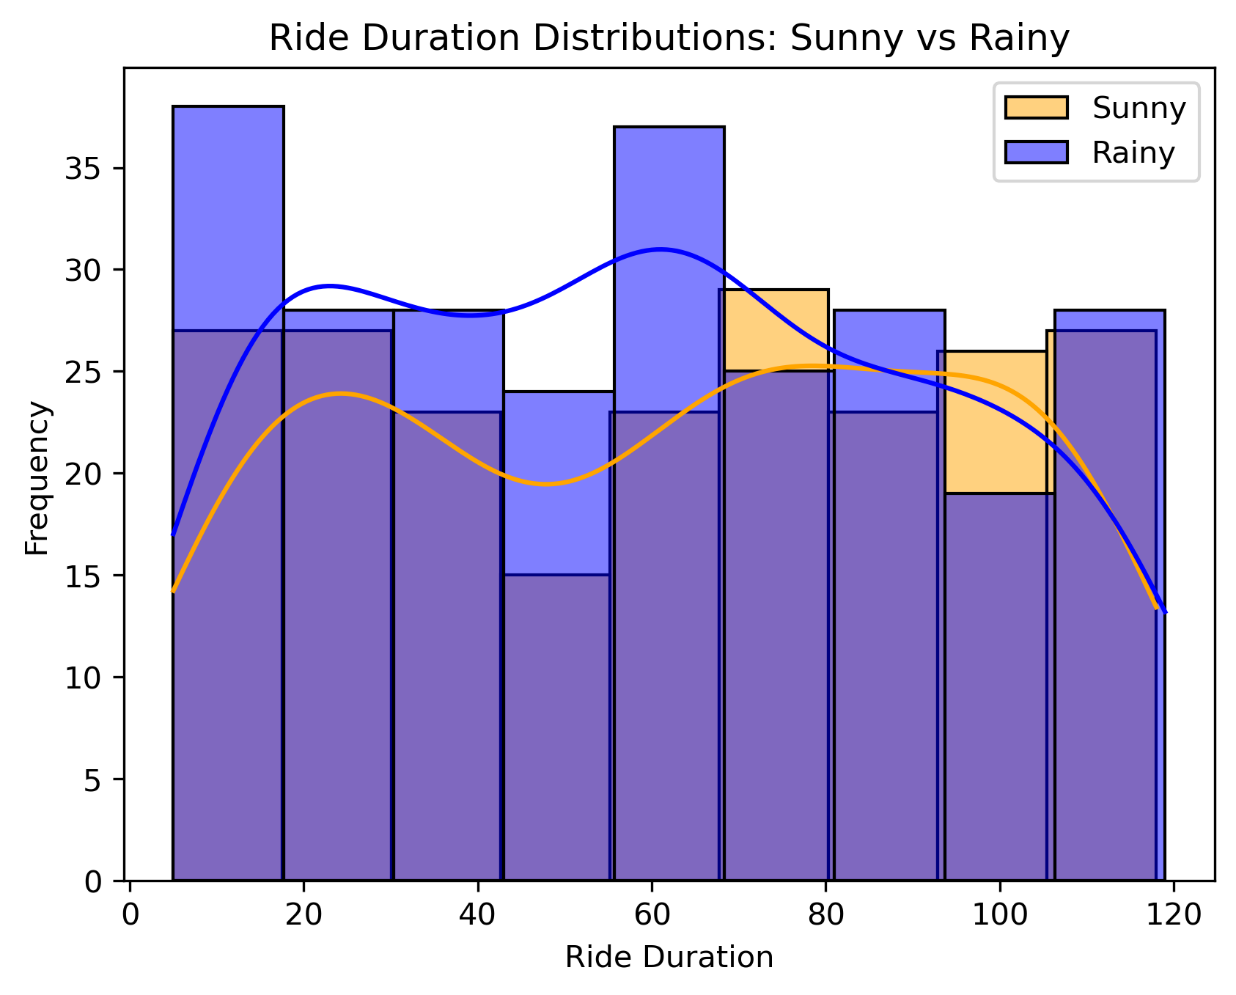 Ride Duration Distributions: Sunny vs Rainy
Sunny
Rainy
Frequency
35
30
25
20
15
10
5
0
0 20 40 60 80 100 120
Ride Duration